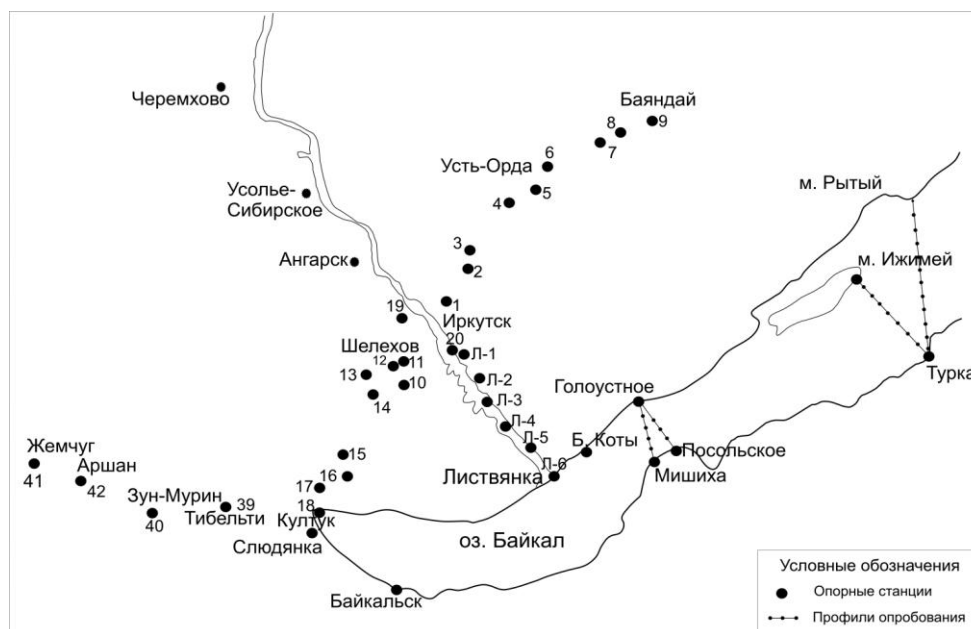 Черемхово
Баяндай
8
9
7
6
Усть-Орда
5
4
Усолье-
Сибирское
м. Рытый
3
2
Ангарск
м. Ижимей
1
19
Иркутск
20
Л-1
Шелехов
12
11
13
10
14
Л-2
Л-3
Л-4
Л-5
Л-6
Турка
Голоустное
Б. Коты
Посольское
Мишиха
Листвянка
15
16
17
18
Жемчуг
41
Аршан
42
Зун-Мурин
40
39
Тибельти
Култук
Слюдянка
оз. Байкал
Байкальск
Условные обозначения
Опорные станции
Профили опробования